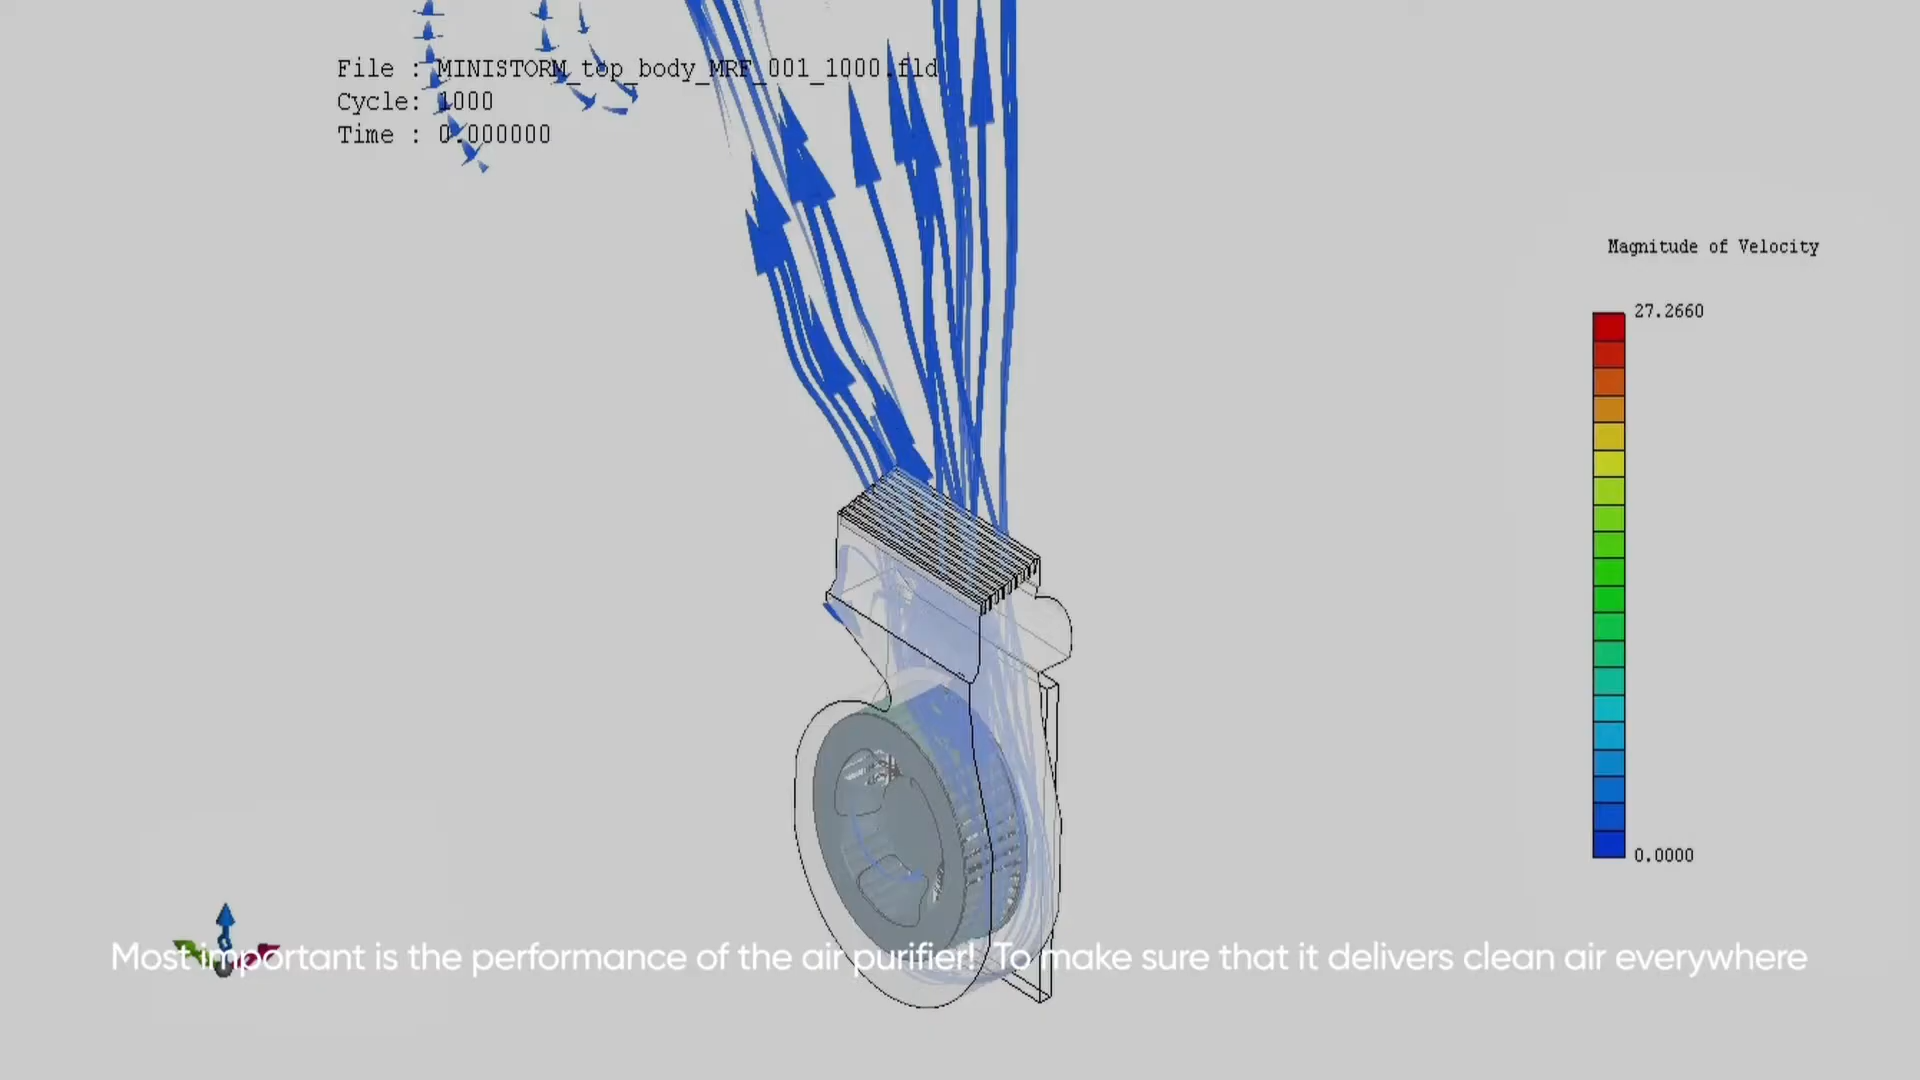 File : MINISTORM_top_body_MRF_001_1000.fld
Cycle: 1000
Time : 0.000000
Magnitude of Velocity
27.2660
0.0000
Most important is the performance of the air purifier! To make sure that it delivers clean air everywhere